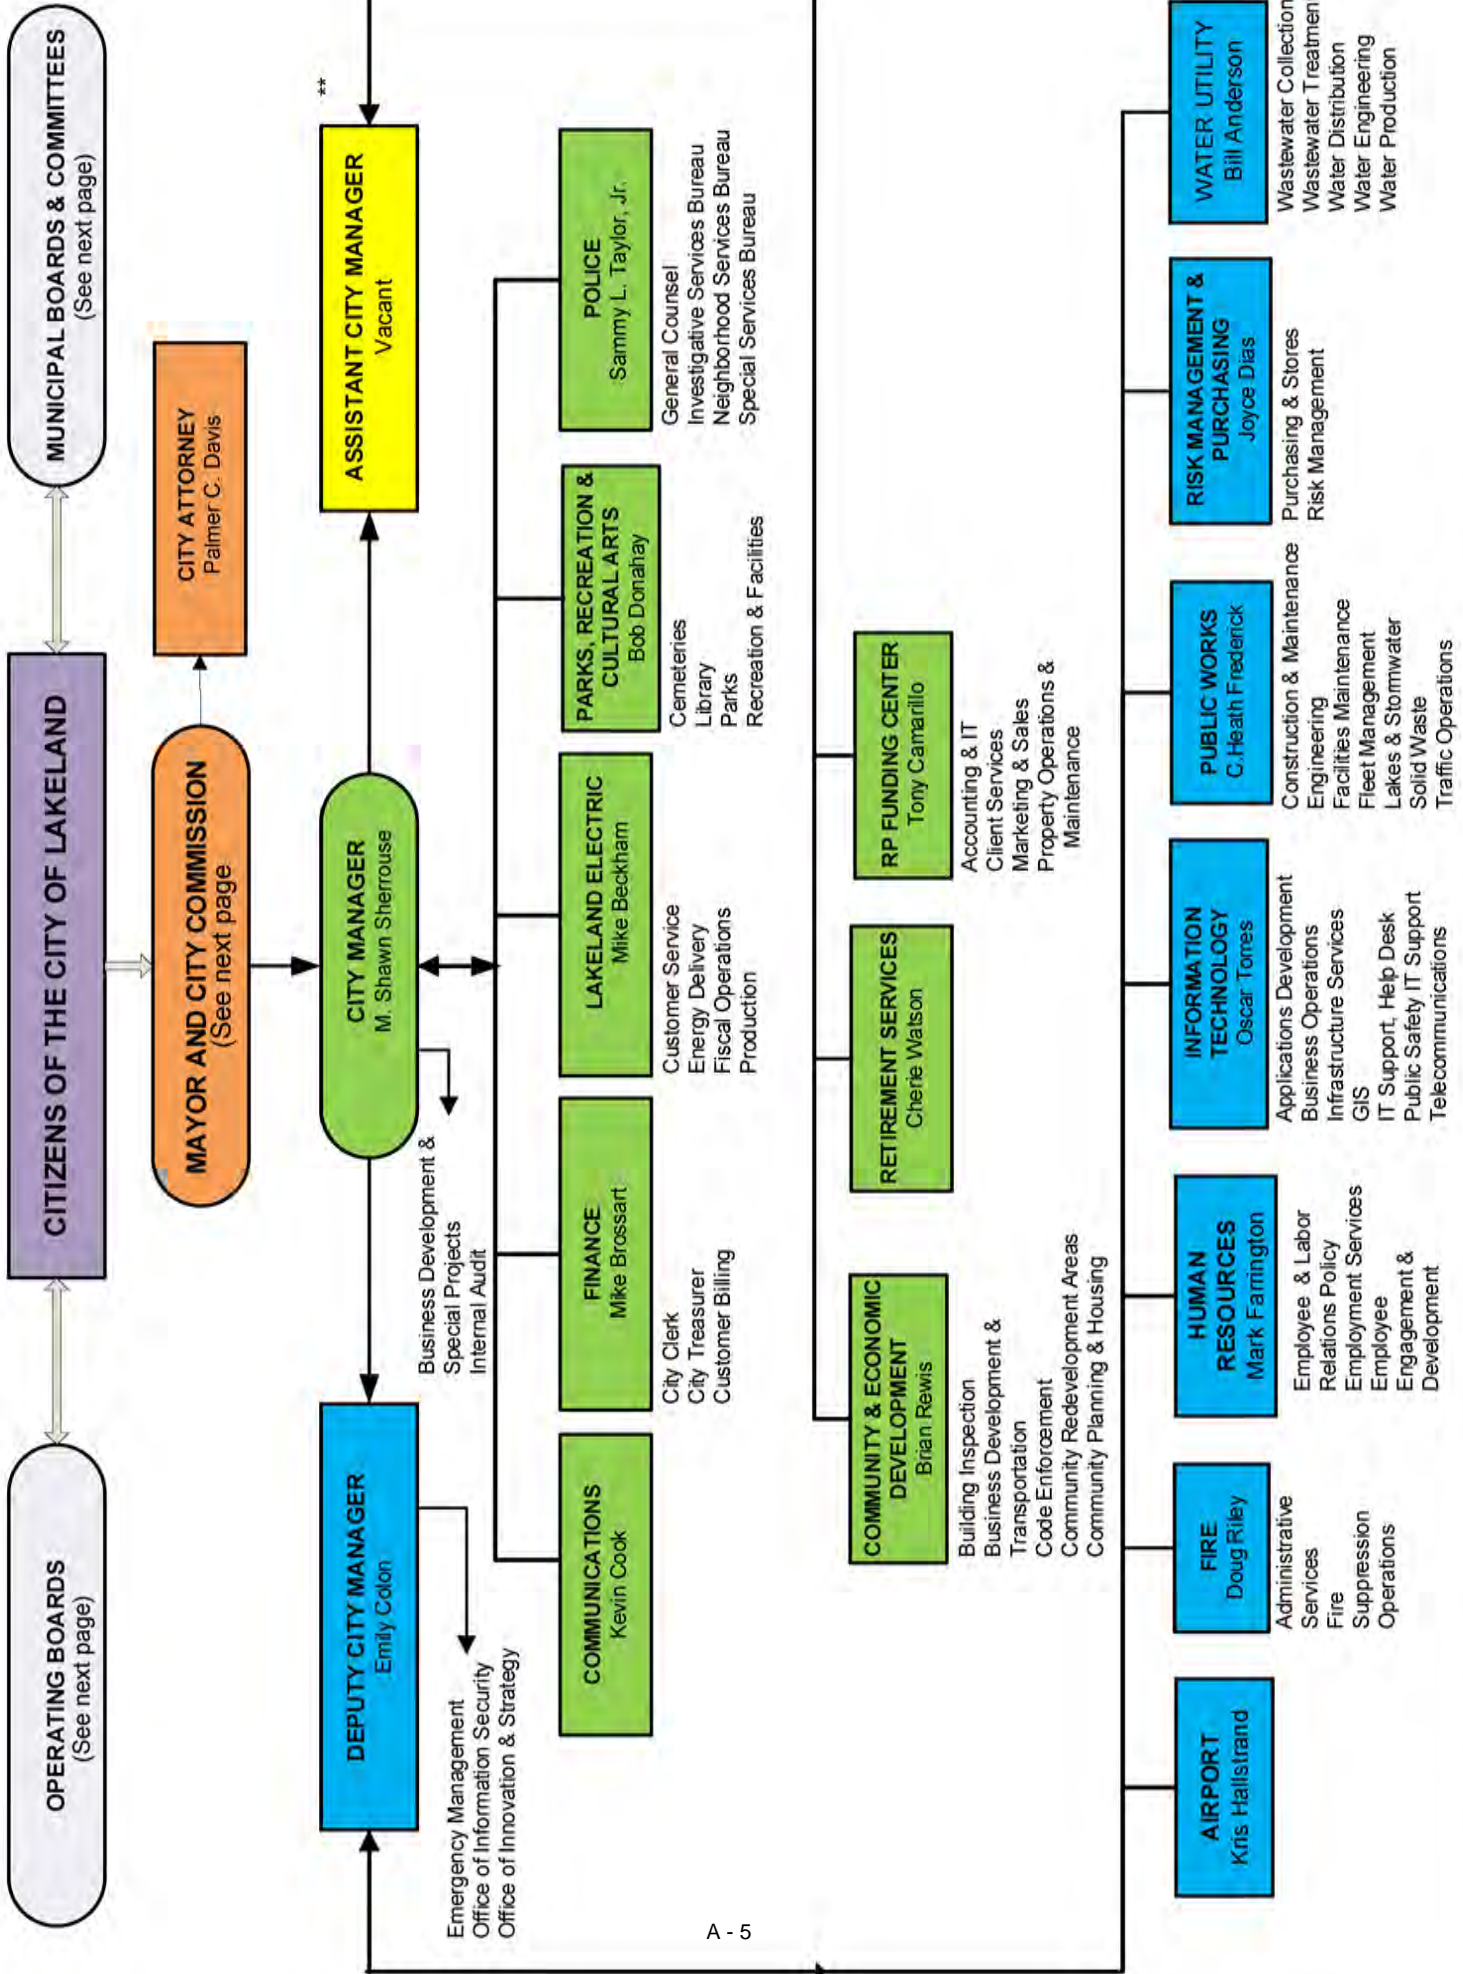 OPERATING BOARDS
(See next page)
CITIZENS OF THE CITY OF LAKELAND
MUNICIPAL BOARDS & COMMITTEES
(See next page)
MAYOR AND CITY COMMISSION
(See next page
CITY ATTORNEY
Palmer C. Davis
DEPUTY CITY MANAGER
Emily Colon
CITY MANAGER
M. Shawn Sherrouse
ASSISTANT CITY MANAGER
Vacant
**
Emergency Management
Office of Information Security
Office of Innovation & Strategy
Business Development &
Special Projects
Internal Audit
COMMUNICATIONS
Kevin Cook
FINANCE
Mike Brossart
City Clerk
City Treasurer
Customer Billing
LAKELAND ELECTRIC
Mike Beckham
Customer Service
Energy Delivery
Fiscal Operations
Production
PARKS, RECREATION &
CULTURAL ARTS
Bob Donahay
Cemeteries
Library
Parks
Recreation & Facilities
POLICE
Sammy L. Taylor, Jr.
General Counsel
Investigative Services Bureau
Neighborhood Services Bureau
Special Services Bureau
COMMUNITY & ECONOMIC
DEVELOPMENT
Brian Rewis
Building Inspection
Business Development &
Transportation
Code Enforcement
Community Redevelopment Areas
Community Planning & Housing
RETIREMENT SERVICES
Cherie Watson
RP FUNDING CENTER
Tony Camarillo
Accounting & IT
Client Services
Marketing & Sales
Property Operations &
Maintenance
AIRPORT
Kris Hallstrand
FIRE
Doug Riley
Administrative
Services
Fire
Suppression
Operations
HUMAN
RESOURCES
Mark Farrington
Employee & Labor
Relations Policy
Employment Services
Employee
Engagement &
Development
INFORMATION
TECHNOLOGY
Oscar Torres
Applications Development
Business Operations
Infrastructure Services
GIS
IT Support, Help Desk
Public Safety IT Support
Telecommunications
PUBLIC WORKS
C.Heath Frederick
Construction & Maintenance
Engineering
Facilities Maintenance
Fleet Management
Lakes & Stormwater
Solid Waste
Traffic Operations
RISK MANAGEMENT &
PURCHASING
Joyce Dias
Purchasing & Stores
Risk Management
WATER UTILITY
Bill Anderson
Wastewater Collection
Wastewater Treatmen
Water Distribution
Water Engineering
Water Production
A - 5